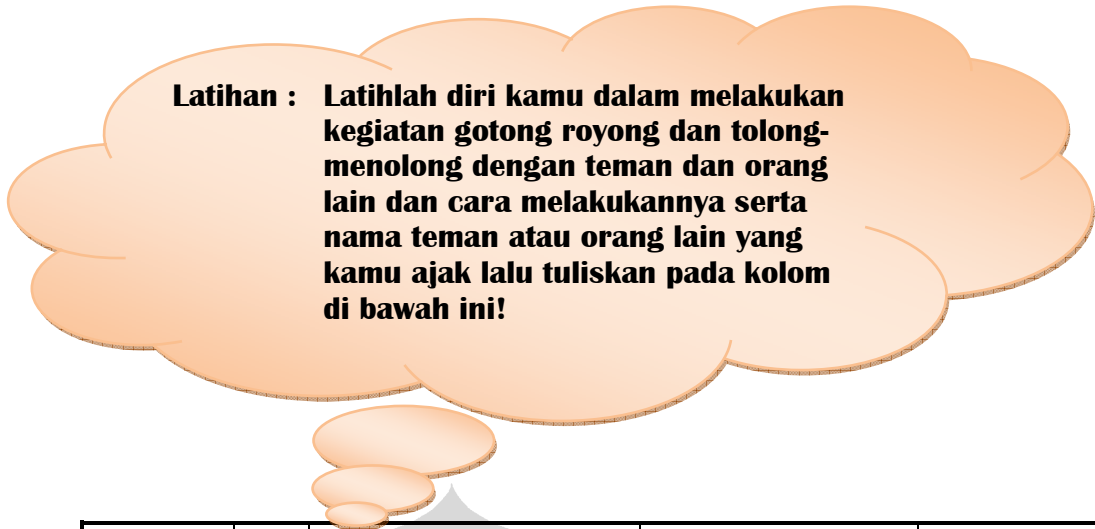 Latihan : Latihlah diri kamu dalam melakukan
kegiatan gotong royong dan tolong-
menolong dengan teman dan orang
lain dan cara melakukannya serta
nama teman atau orang lain yang
kamu ajak lalu tuliskan pada kolom
di bawah ini!